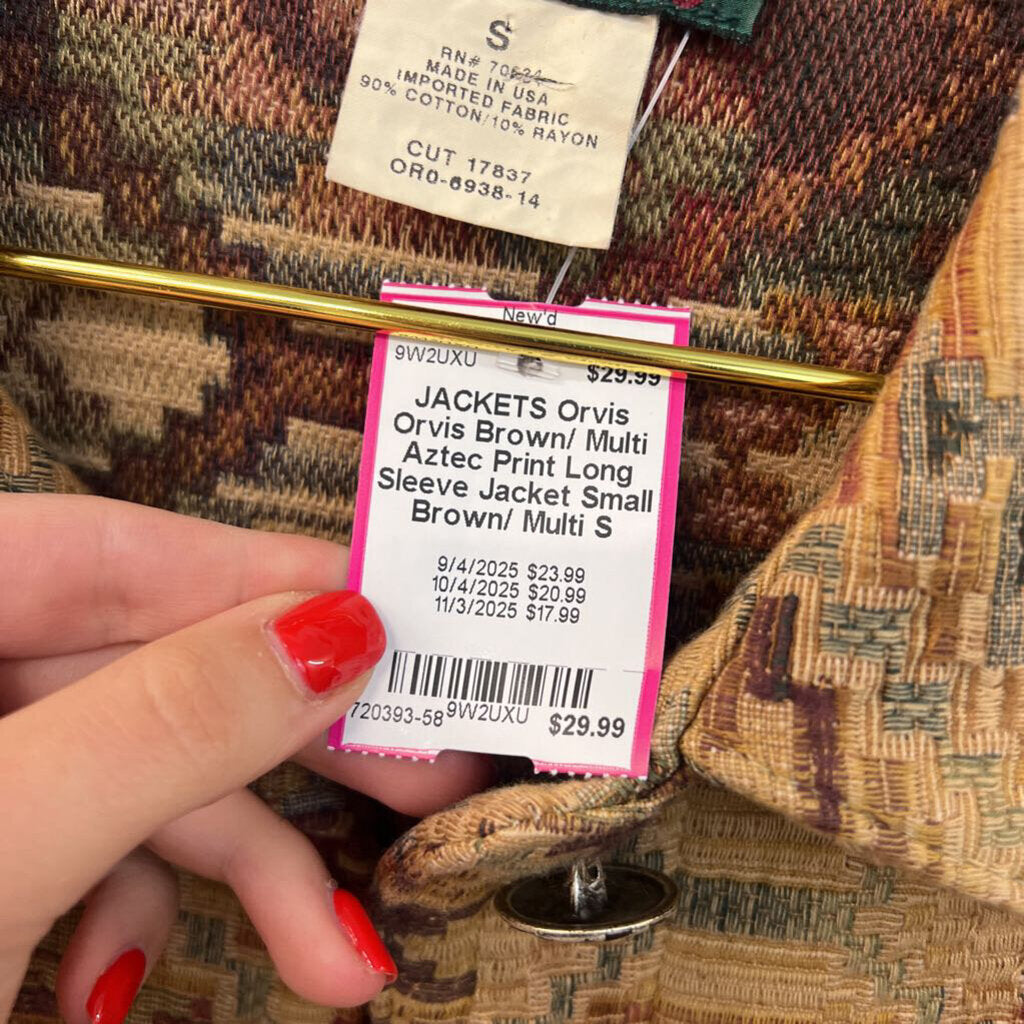 S
RN# 70631
MADE IN USA
IMPORTED FABRIC
90% COTTON/10% RAYON
CUT 17837
OR0-6938-14
New'd
9W2UXU
$29.99
JACKETS Orvis
Orvis Brown/ Multi
Aztec Print Long
Sleeve Jacket Small
Brown/ Multi S
9/4/2025 $23.99
10/4/2025 $20.99
11/3/2025 $17.99
720393-58 9W2UXU $29.99